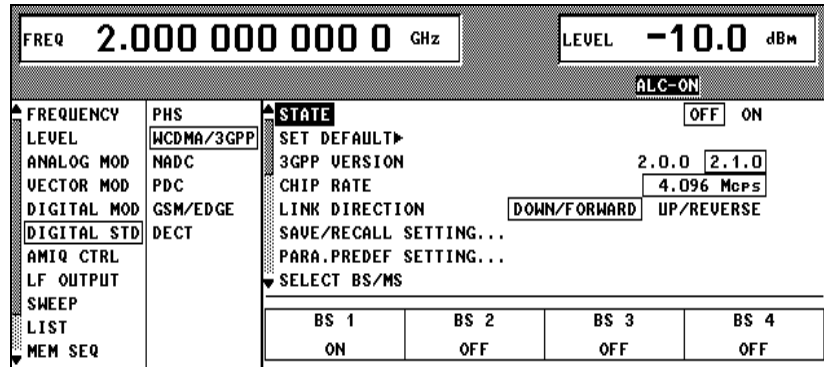 FREQ 2.000 000 000 0 GHz
LEVEL -10.0 dBm
ALC-ON
FREQUENCY
LEVEL
ANALOG MOD
VECTOR MOD
DIGITAL MOD
DIGITAL STD
AMIQ CTRL
LF OUTPUT
SWEEP
LIST
MEM SEQ
PHS
WCDMA/3GPP
NADC
PDC
GSM/EDGE
DECT
STATE OFF ON
SET DEFAULT▶
3GPP VERSION 2.0.0 2.1.0
CHIP RATE 4.096 Mcps
LINK DIRECTION DOWN/FORWARD UP/REVERSE
SAVE/RECALL SETTING...
PARA.PREDEF SETTING...
SELECT BS/MS
BS 1 BS 2 BS 3 BS 4
ON OFF OFF OFF